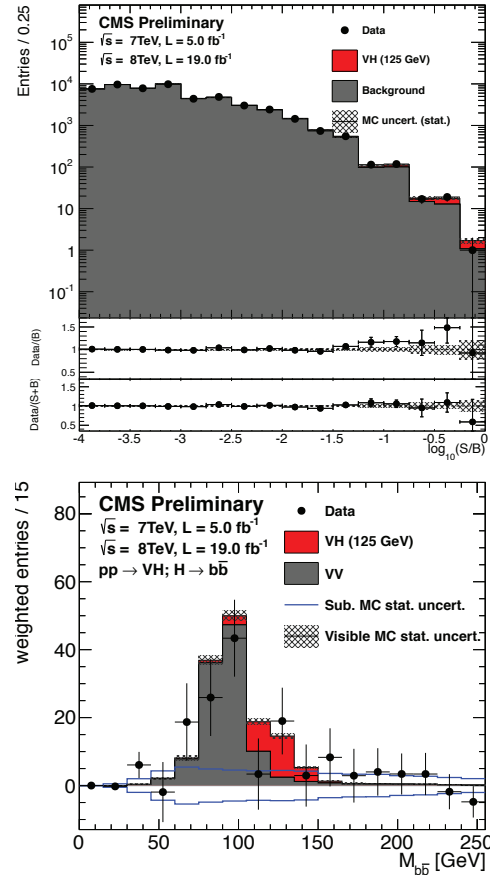 CMS Preliminary
√s = 7TeV, L = 5.0 fb⁻¹
√s = 8TeV, L = 19.0 fb⁻¹
Data
VH (125 GeV)
Background
MC uncert. (stat.)
Entries / 0.25
10⁵
10⁴
10³
10²
10
1
10⁻¹
Data/(B)
1.5
1
0.5
Data/(S+B)
1.5
1
0.5
-4 -3.5 -3 -2.5 -2 -1.5 -1 -0.5 0
log₁₀(S/B)
CMS Preliminary
√s = 7TeV, L = 5.0 fb⁻¹
√s = 8TeV, L = 19.0 fb⁻¹
pp → VH; H → bb̅
Data
VH (125 GeV)
VV
Sub. MC stat. uncert.
Visible MC stat. uncert.
weighted entries / 15
80
60
40
20
0
0 50 100 150 200 250
M_bb̅ [GeV]